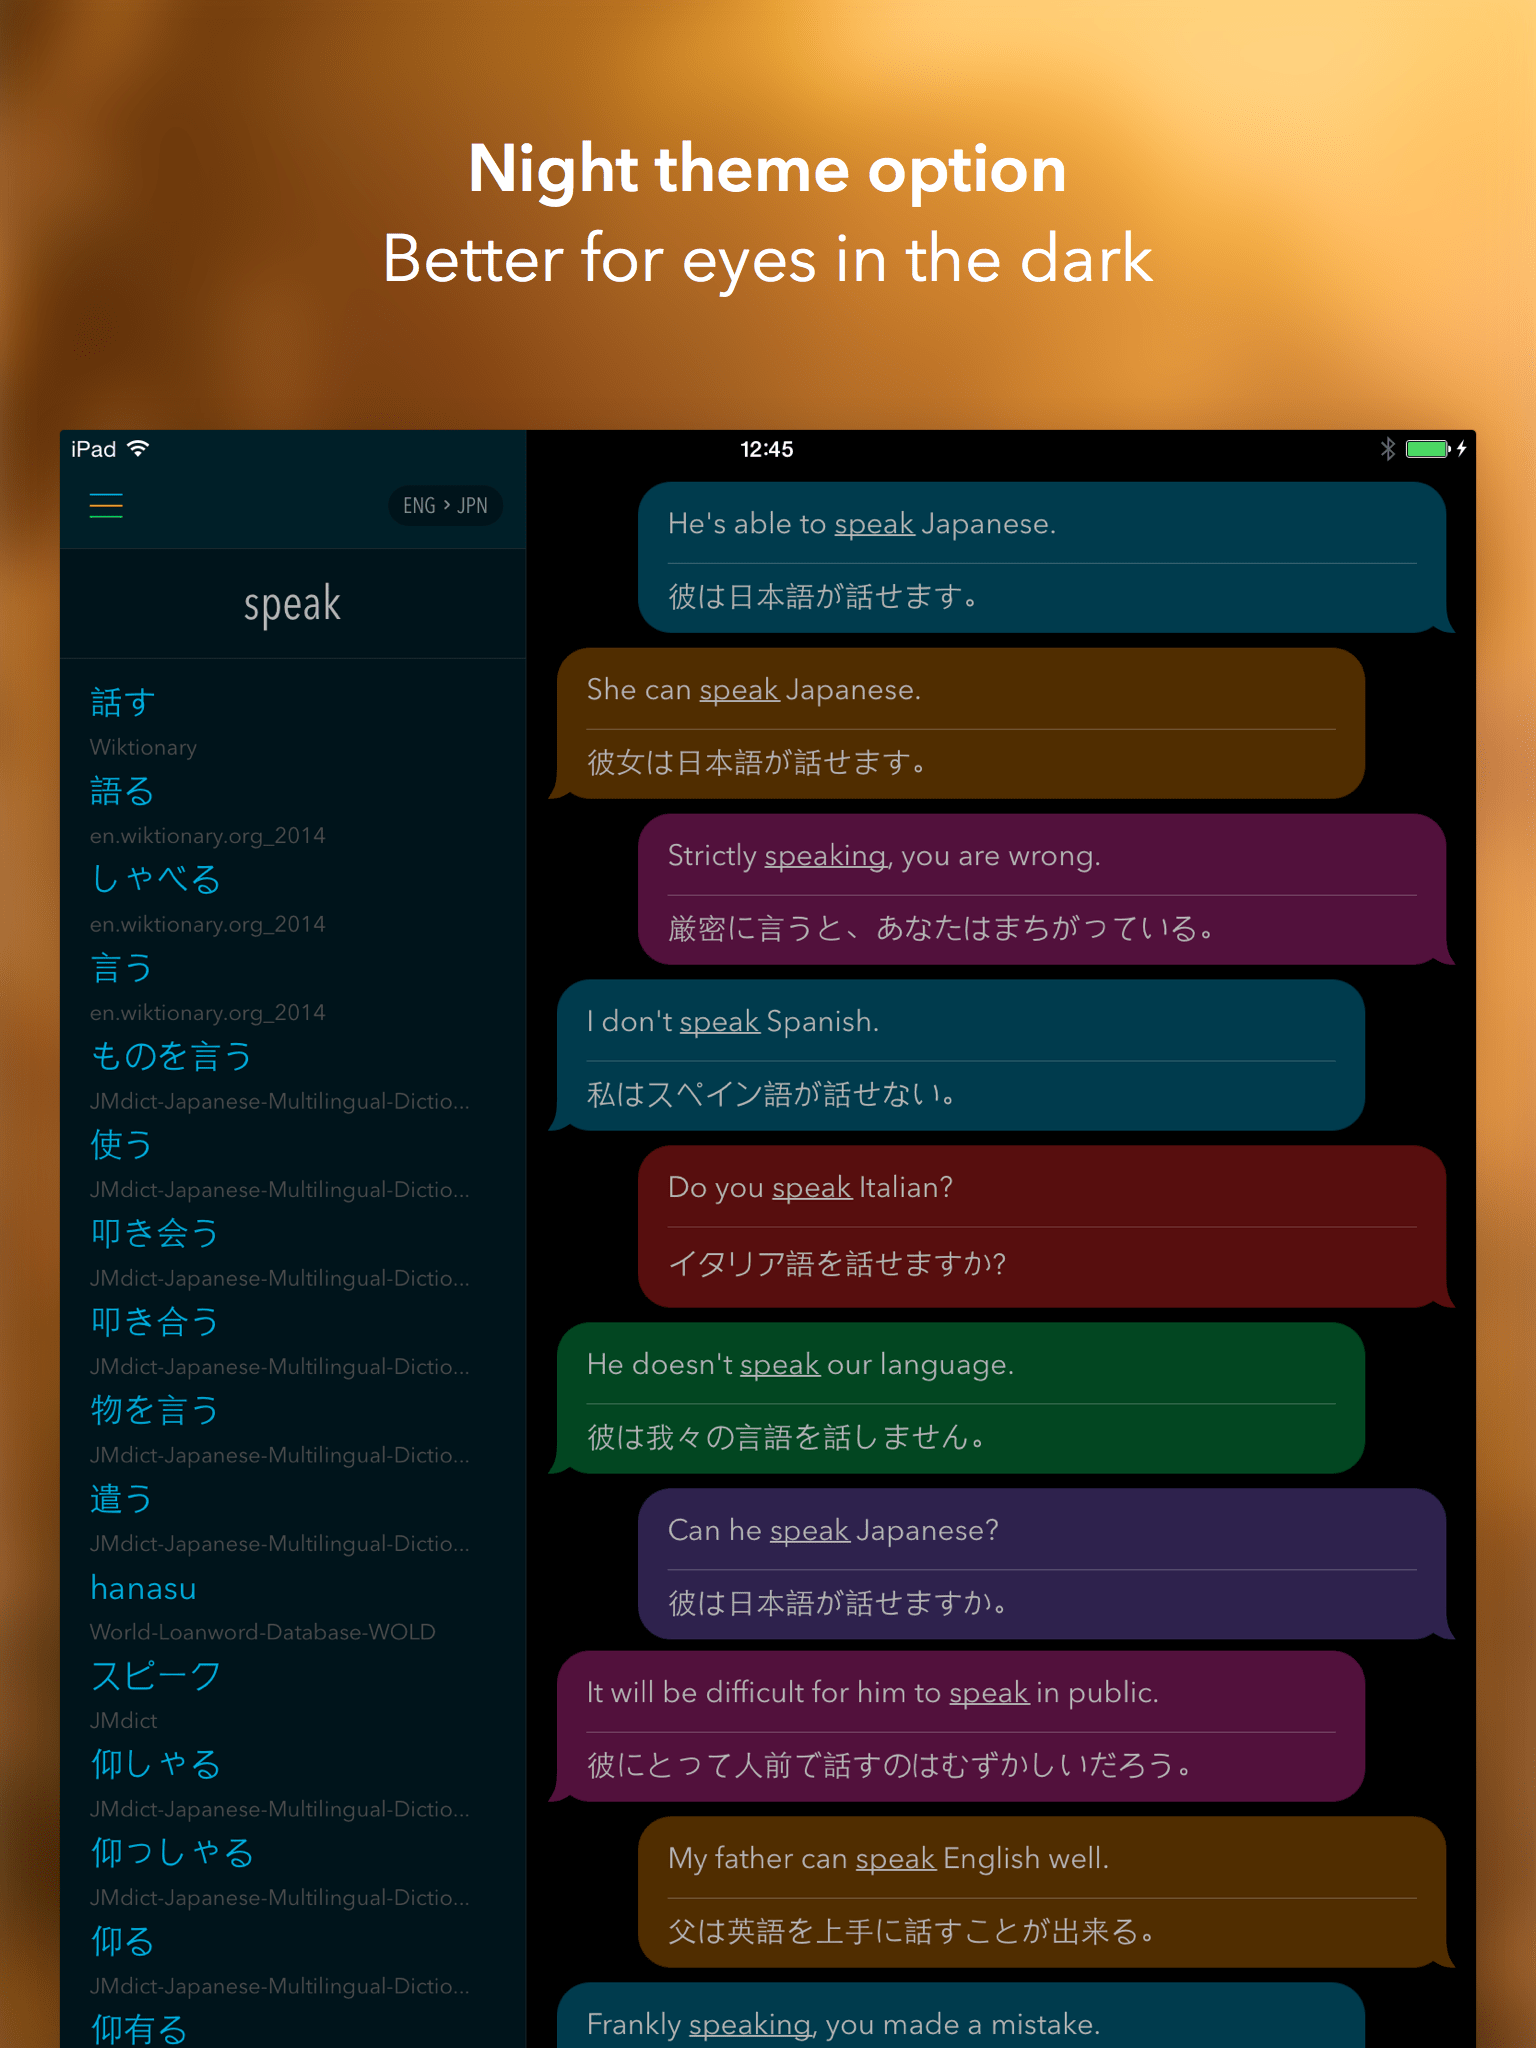 Night theme option
Better for eyes in the dark
iPad
12:45
ENG > JPN
speak
話す
Wiktionary
語る
en.wiktionary.org_2014
しゃべる
en.wiktionary.org_2014
言う
en.wiktionary.org_2014
ものを言う
JMdict-Japanese-Multilingual-Dictio...
使う
JMdict-Japanese-Multilingual-Dictio...
叩き会う
JMdict-Japanese-Multilingual-Dictio...
叩き合う
JMdict-Japanese-Multilingual-Dictio...
物を言う
JMdict-Japanese-Multilingual-Dictio...
遣う
JMdict-Japanese-Multilingual-Dictio...
hanasu
World-Loanword-Database-WOLD
スピーク
JMdict
仰しゃる
JMdict-Japanese-Multilingual-Dictio...
仰っしゃる
JMdict-Japanese-Multilingual-Dictio...
仰る
JMdict-Japanese-Multilingual-Dictio...
仰有る
He's able to speak Japanese.
彼は日本語が話せます。
She can speak Japanese.
彼女は日本語が話せます。
Strictly speaking, you are wrong.
厳密に言うと、あなたはまちがっている。
I don't speak Spanish.
私はスペイン語が話せない。
Do you speak Italian?
イタリア語を話せますか?
He doesn't speak our language.
彼は我々の言語を話しません。
Can he speak Japanese?
彼は日本語が話せますか。
It will be difficult for him to speak in public.
彼にとって人前で話すのはむずかしいだろう。
My father can speak English well.
父は英語を上手に話すことが出来る。
Frankly speaking, you made a mistake.